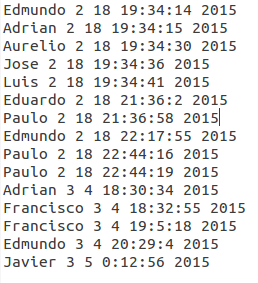 Edmundo 2 18 19:34:14 2015
Adrian 2 18 19:34:15 2015
Aurelio 2 18 19:34:30 2015
Jose 2 18 19:34:36 2015
Luis 2 18 19:34:41 2015
Eduardo 2 18 21:36:2 2015
Paulo 2 18 21:36:58 2015
Edmundo 2 18 22:17:55 2015
Paulo 2 18 22:44:16 2015
Paulo 2 18 22:44:19 2015
Adrian 3 4 18:30:34 2015
Francisco 3 4 18:32:55 2015
Francisco 3 4 19:5:18 2015
Edmundo 3 4 20:29:4 2015
Javier 3 5 0:12:56 2015